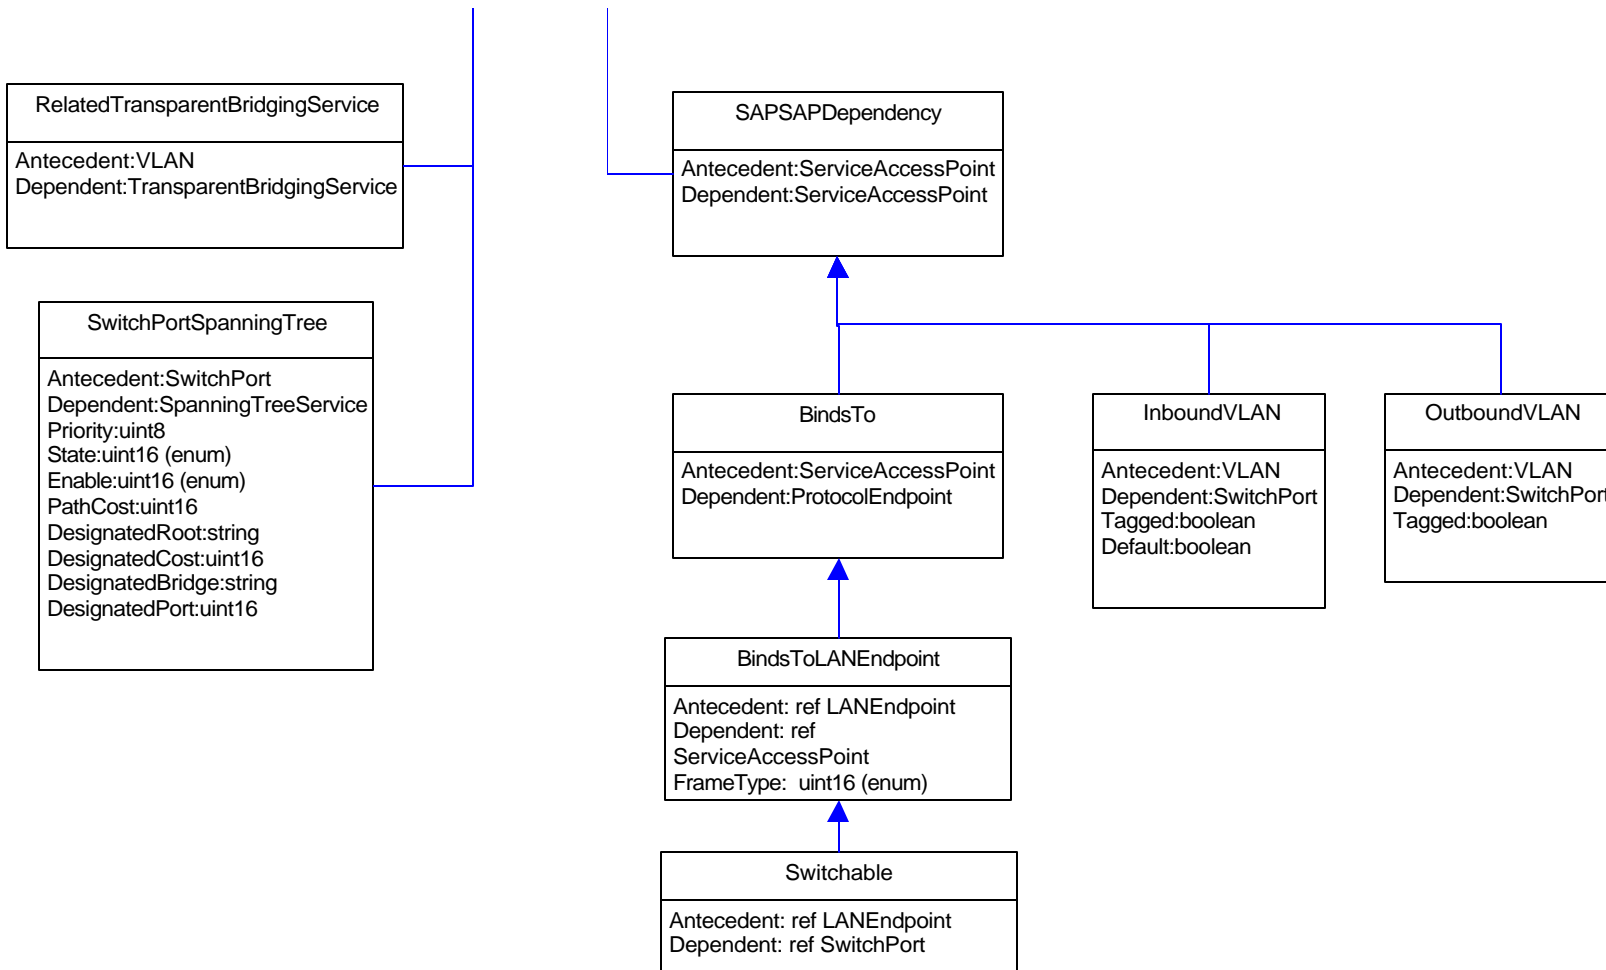 RelatedTransparentBridgingService
Antecedent:VLAN
Dependent:TransparentBridgingService
SAPSAPDependency
Antecedent:ServiceAccessPoint
Dependent:ServiceAccessPoint
SwitchPortSpanningTree
Antecedent:SwitchPort
Dependent:SpanningTreeService
Priority:uint8
State:uint16 (enum)
Enable:uint16 (enum)
PathCost:uint16
DesignatedRoot:string
DesignatedCost:uint16
DesignatedBridge:string
DesignatedPort:uint16
BindsTo
Antecedent:ServiceAccessPoint
Dependent:ProtocolEndpoint
InboundVLAN
Antecedent:VLAN
Dependent:SwitchPort
Tagged:boolean
Default:boolean
OutboundVLAN
Antecedent:VLAN
Dependent:SwitchPort
Tagged:boolean
BindsToLANEndpoint
Antecedent: ref LANEndpoint
Dependent: ref
ServiceAccessPoint
FrameType:  uint16 (enum)
Switchable
Antecedent: ref LANEndpoint
Dependent: ref SwitchPort